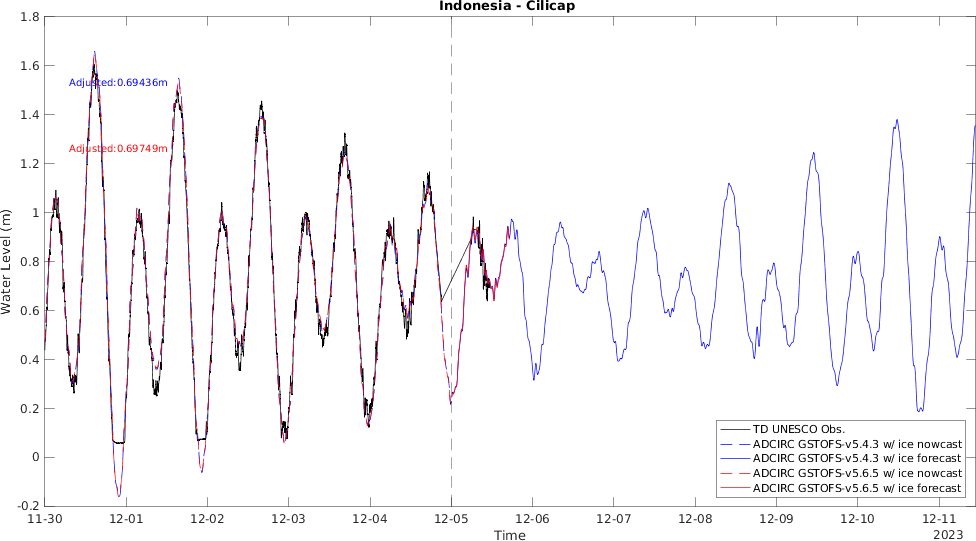 Indonesia - Cilicap
Water Level (m)
1.8
1.6
1.4
1.2
1
0.8
0.6
0.4
0.2
0
-0.2
Adjusted:0.69436m
Adjusted:0.69749m
TD UNESCO Obs.
ADCIRC GSTOFS-v5.4.3 w/ ice nowcast
ADCIRC GSTOFS-v5.4.3 w/ ice forecast
ADCIRC GSTOFS-v5.6.5 w/ ice nowcast
ADCIRC GSTOFS-v5.6.5 w/ ice forecast
11-30 12-01 12-02 12-03 12-04 12-05 12-06 12-07 12-08 12-09 12-10 12-11
Time
2023